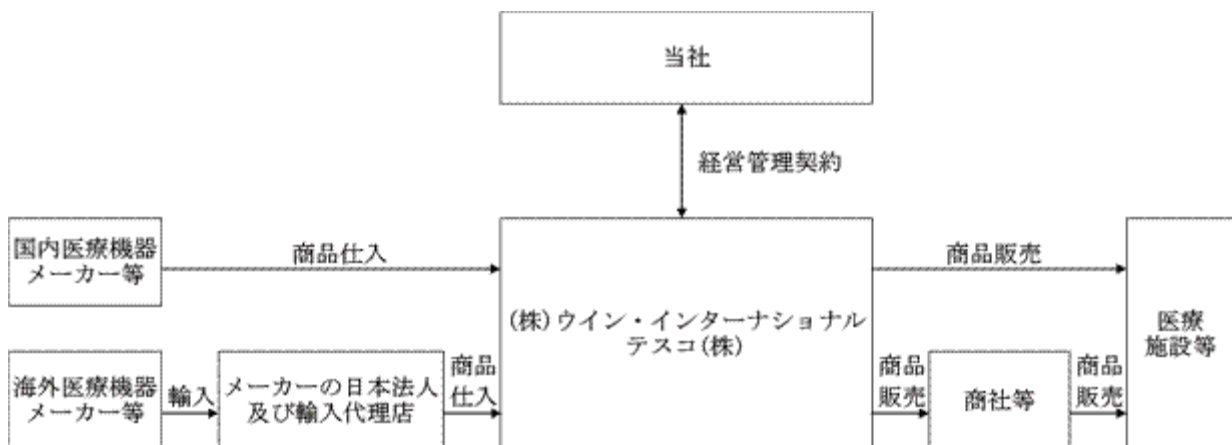 当社
経営管理契約
国内医療機器
メーカー等
商品仕入
(株)ウイン・インターナショナル
テスコ(株)
商品販売
医療
施設等
海外医療機器
メーカー等
輸入
メーカーの日本法人
及び輸入代理店
商品
仕入
商品
販売
商社等
商品
販売